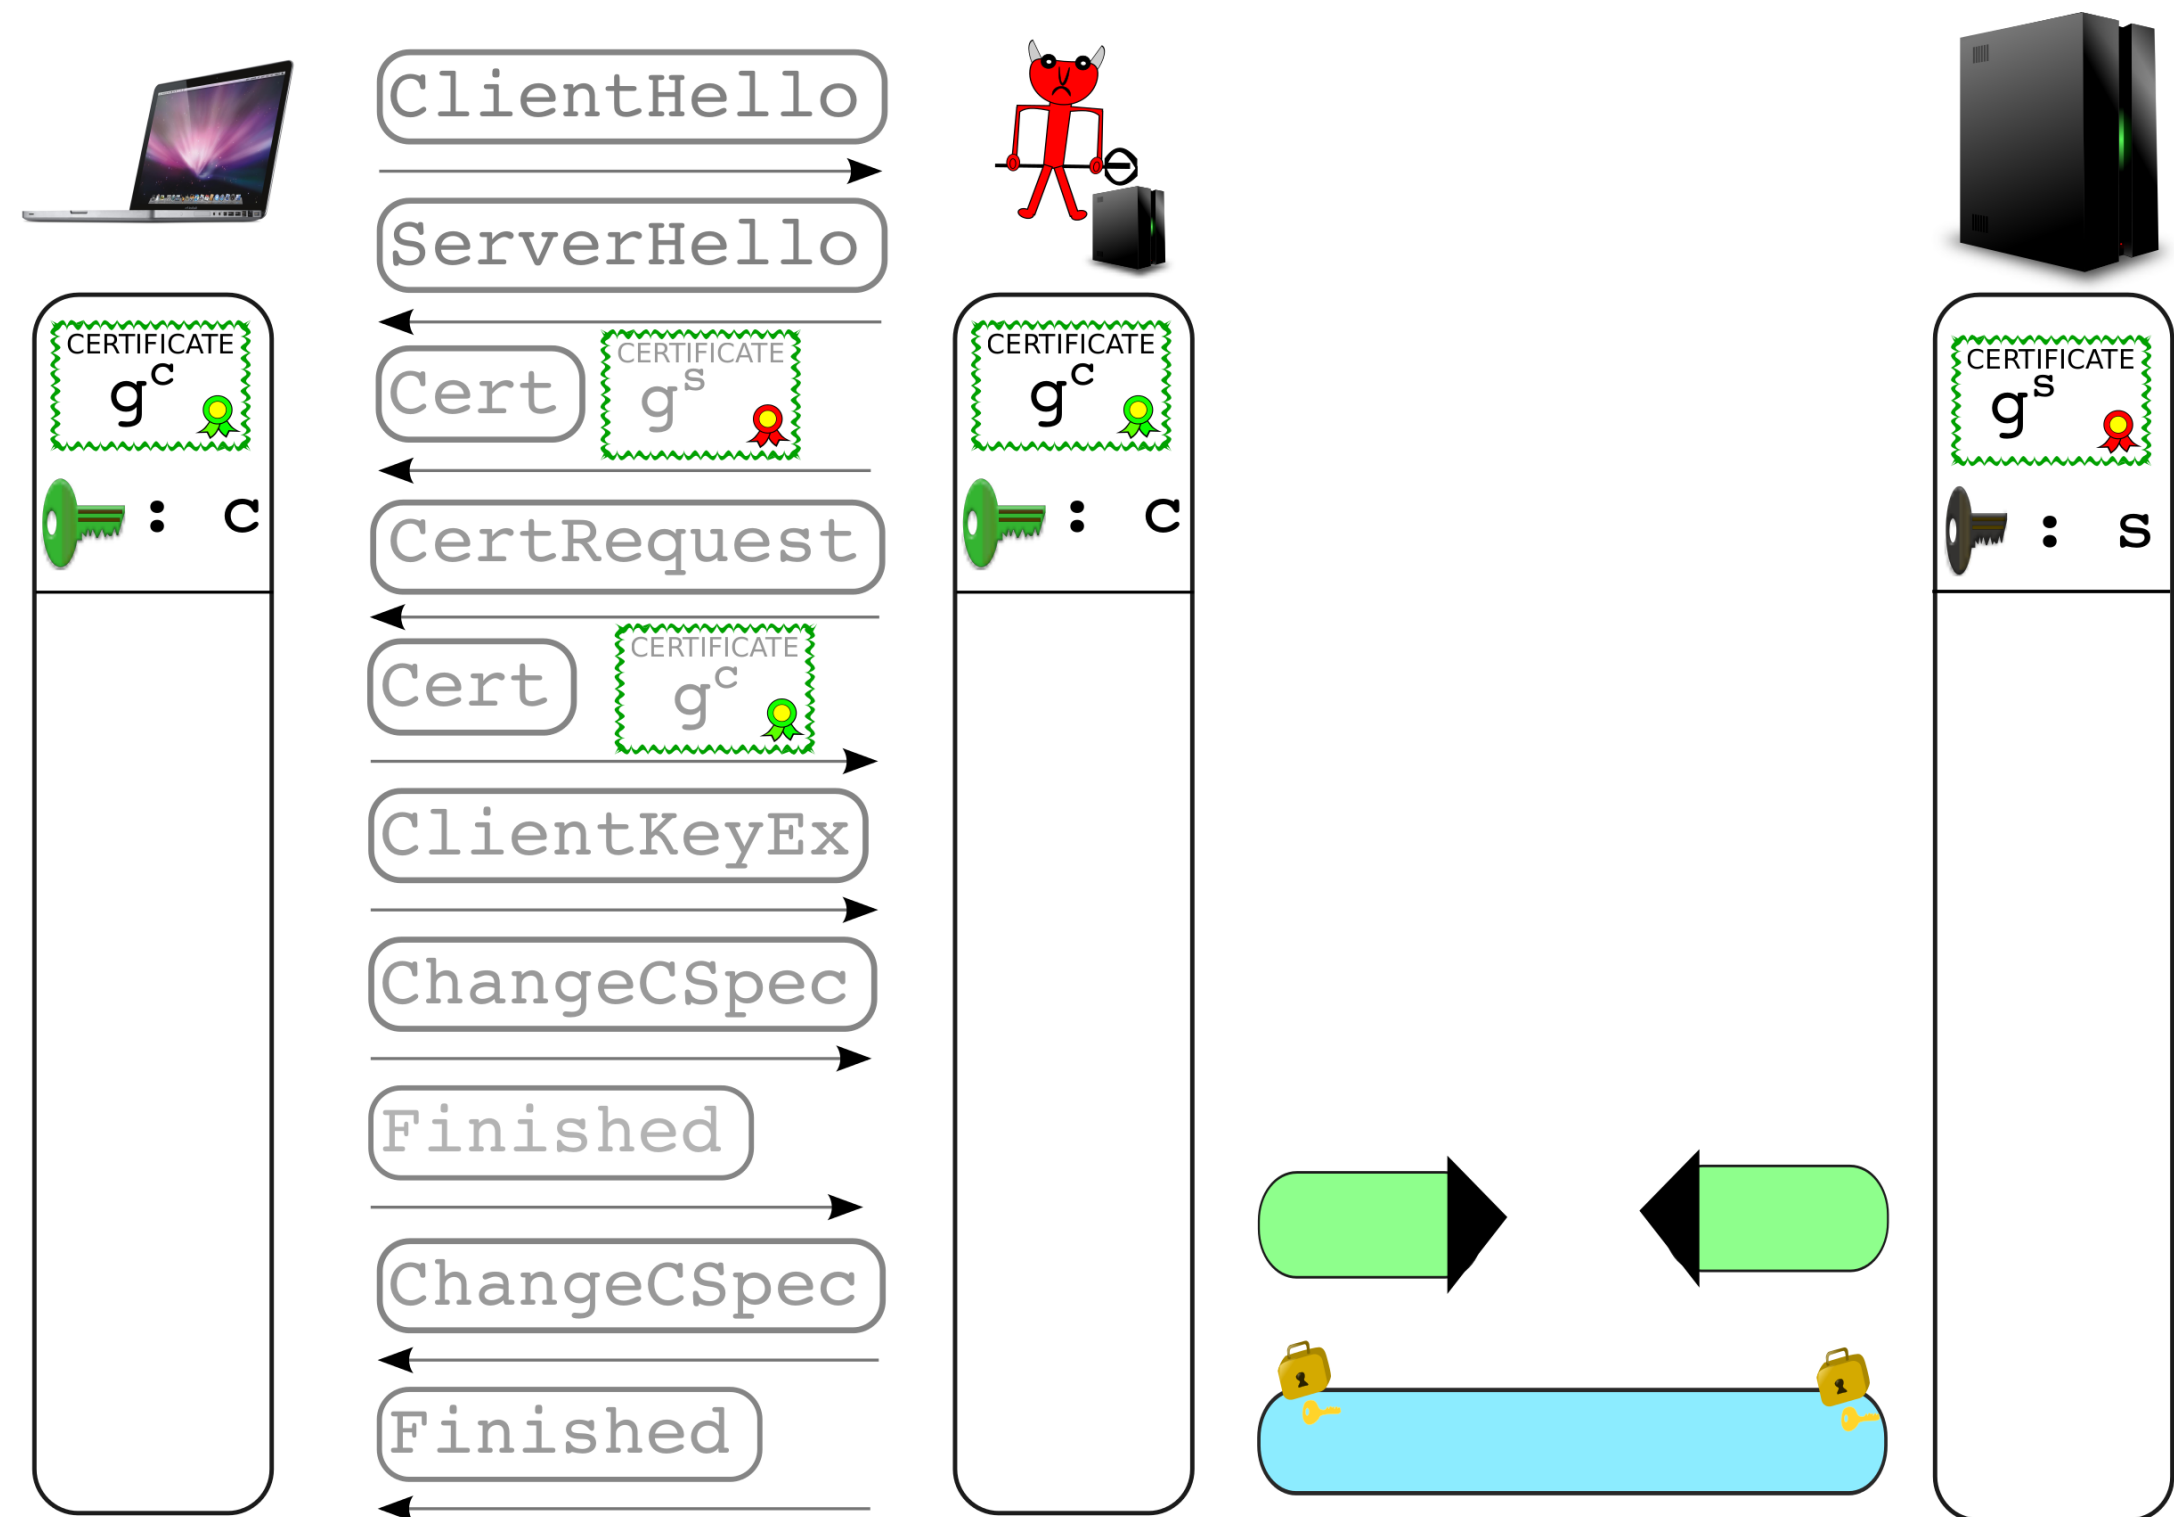 ClientHello
ServerHello
CERTIFICATE
g^c
: c
Cert
CERTIFICATE
g^s
CertRequest
Cert
CERTIFICATE
g^c
ClientKeyEx
ChangeCSpec
Finished
ChangeCSpec
Finished
CERTIFICATE
g^c
: c
CERTIFICATE
g^s
: s